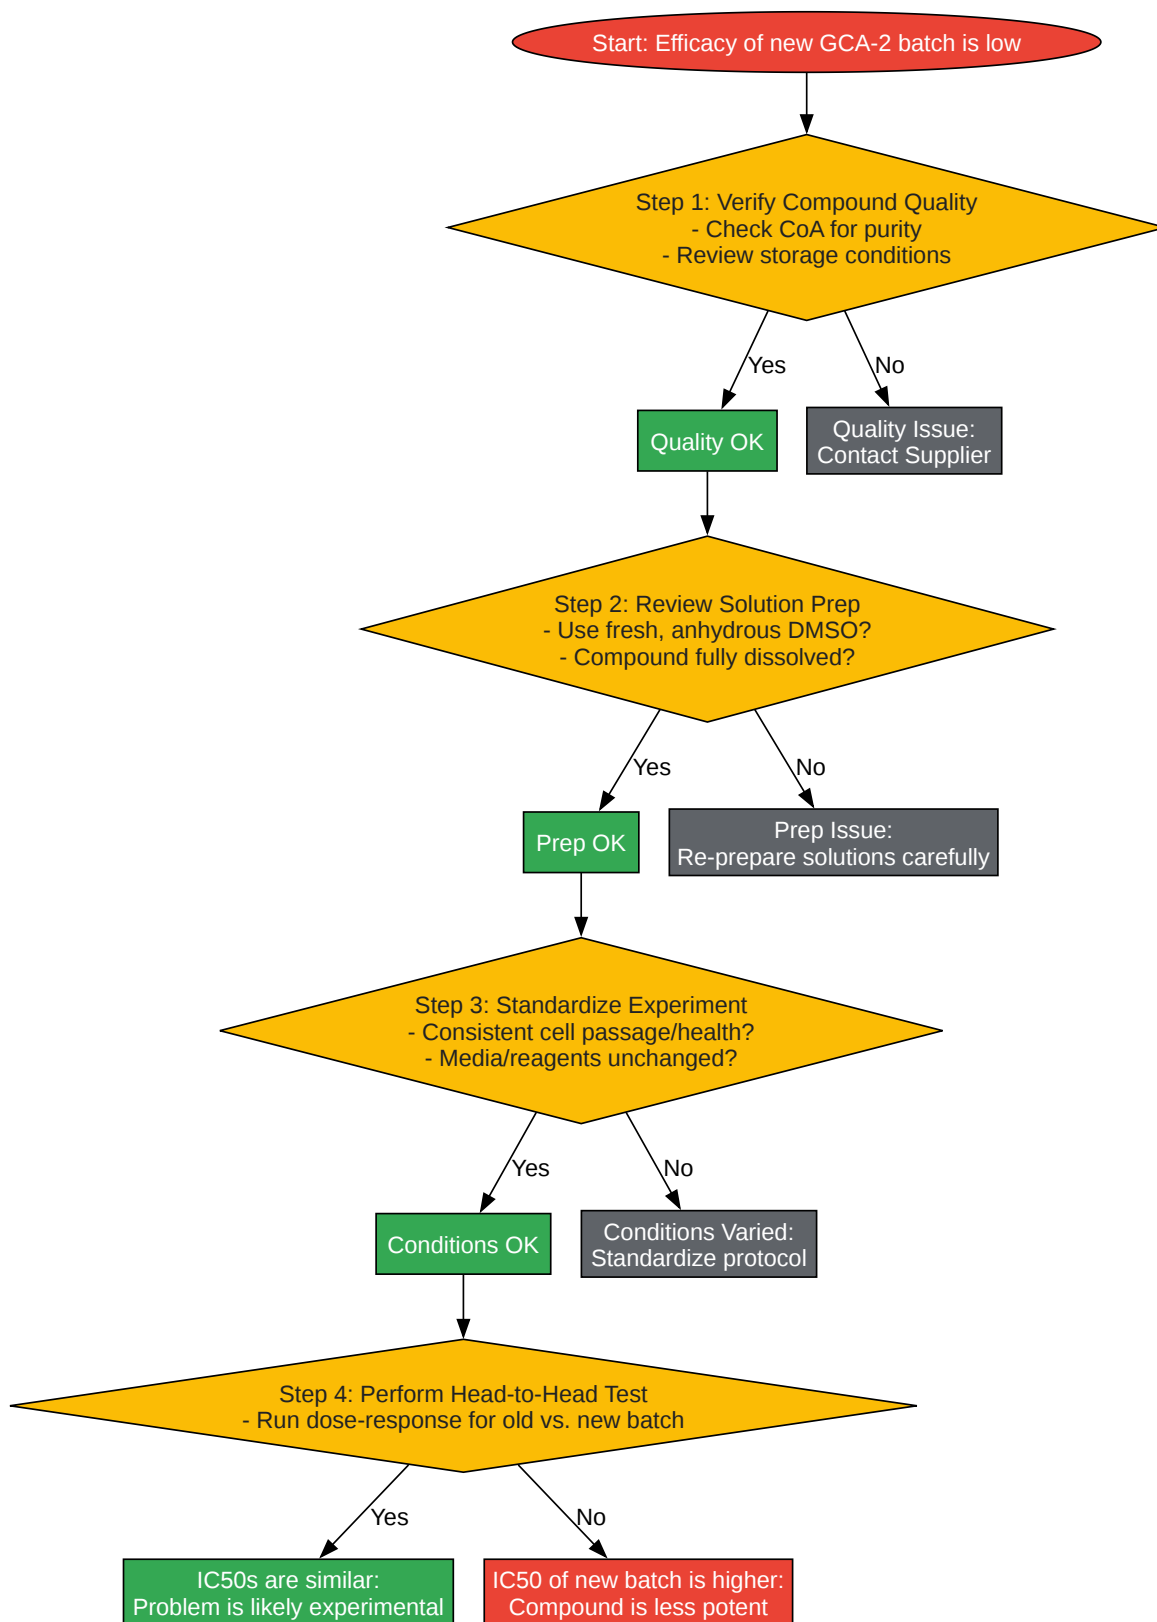 Start: Efficacy of new GCA-2 batch is low
Step 1: Verify Compound Quality
- Check CoA for purity
- Review storage conditions
Yes
No
Quality OK
Quality Issue:
Contact Supplier
Step 2: Review Solution Prep
- Use fresh, anhydrous DMSO?
- Compound fully dissolved?
Yes
No
Prep OK
Prep Issue:
Re-prepare solutions carefully
Step 3: Standardize Experiment
- Consistent cell passage/health?
- Media/reagents unchanged?
Yes
No
Conditions OK
Conditions Varied:
Standardize protocol
Step 4: Perform Head-to-Head Test
- Run dose-response for old vs. new batch
Yes
No
IC50s are similar:
Problem is likely experimental
IC50 of new batch is higher:
Compound is less potent